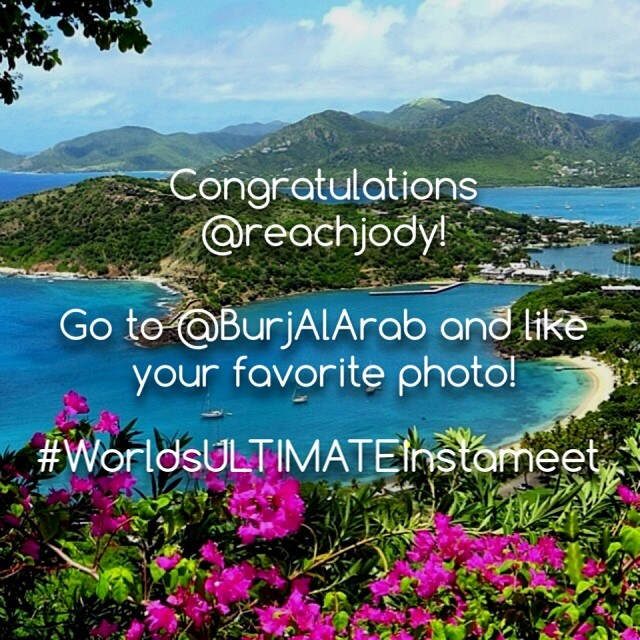 Congratulations
@reachjody!
Go to @BurjAlArab and like
your favorite photo!
#WorldsULTIMATEInstameet